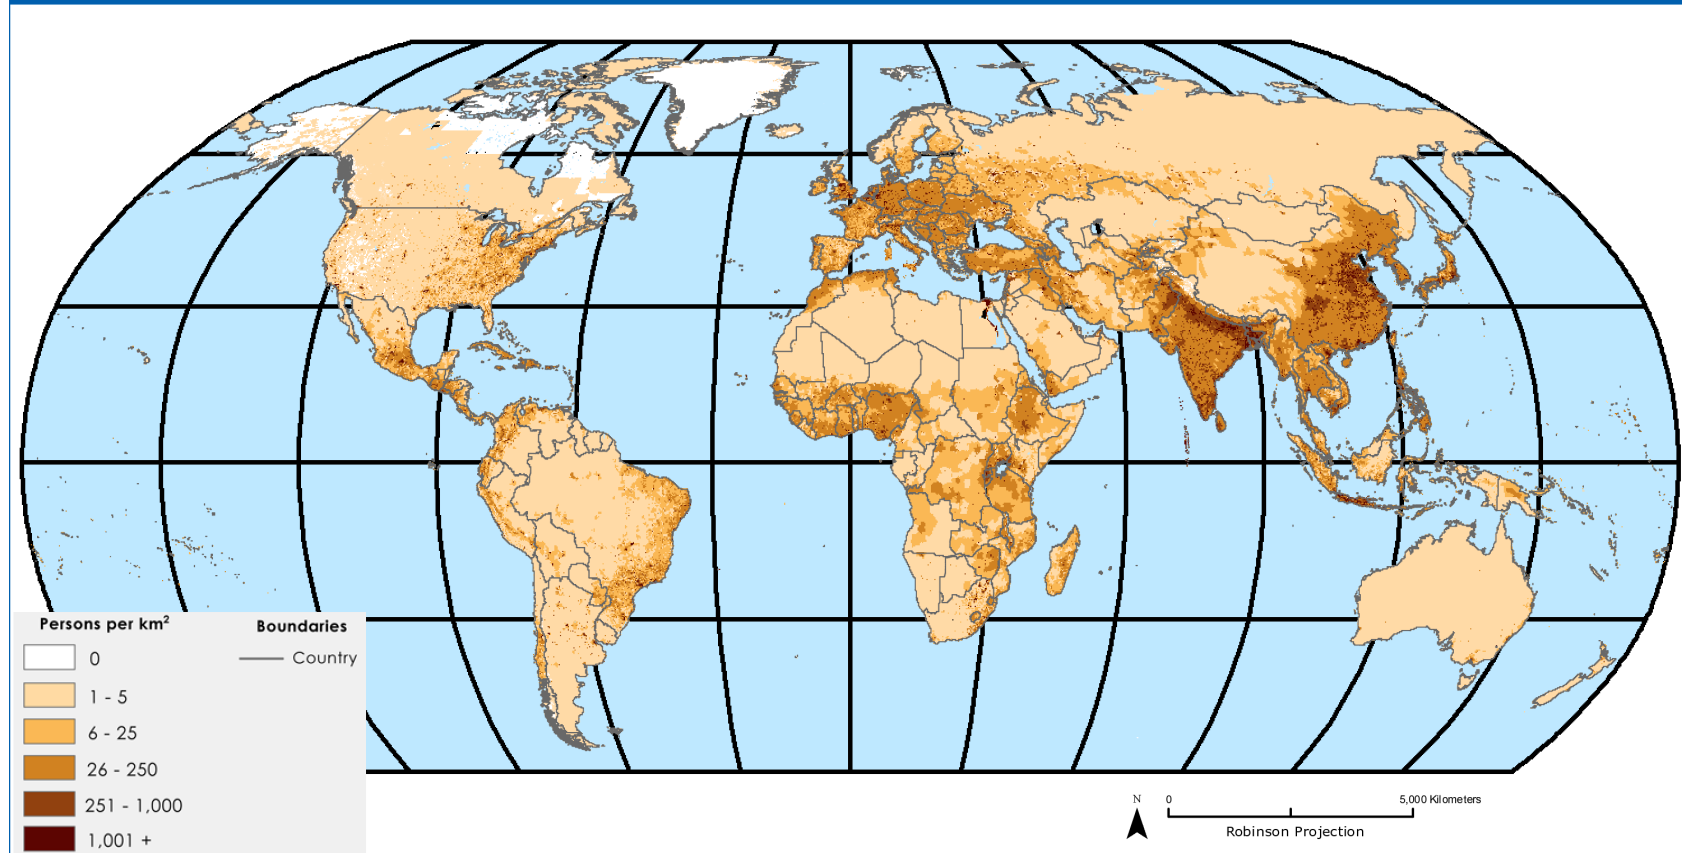 Persons per km²
Boundaries
0
Country
1 - 5
6 - 25
26 - 250
251 - 1,000
1,001 +
N
0
5,000 Kilometers
Robinson Projection